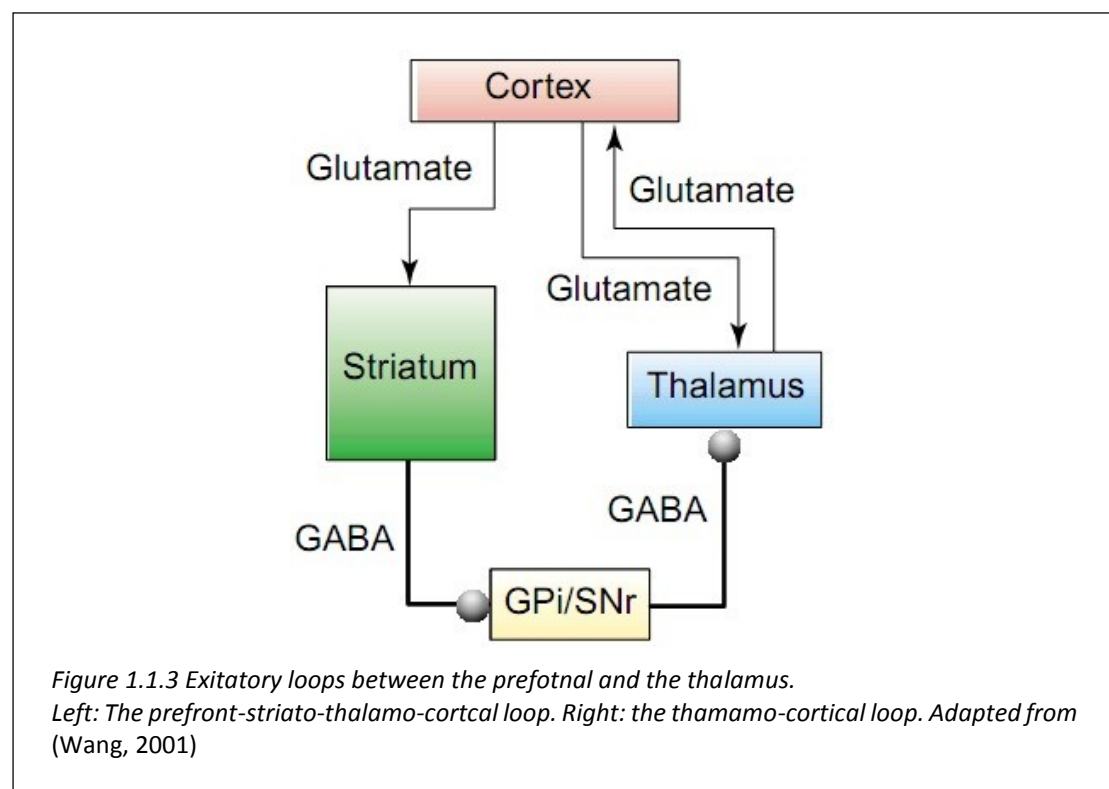 Cortex
Glutamate
Glutamate
Glutamate
Striatum
Thalamus
GABA
GABA
GPi/SNr
Figure 1.1.3 Exitatory loops between the prefotnal and the thalamus.
Left: The prefront-striato-thalamo-cortcal loop. Right: the thamamo-cortical loop. Adapted from
(Wang, 2001)